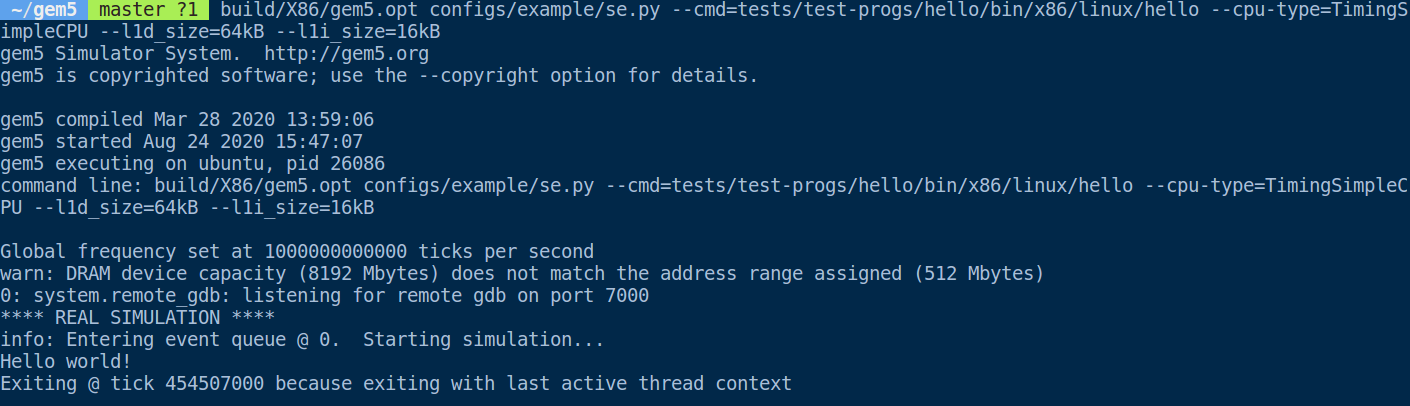 ~/gem5 master ?1 build/X86/gem5.opt configs/example/se.py --cmd=tests/test-progs/hello/bin/x86/linux/hello --cpu-type=TimingS
impleCPU --l1d_size=64kB --l1i_size=16kB
gem5 Simulator System.  http://gem5.org
gem5 is copyrighted software; use the --copyright option for details.

gem5 compiled Mar 28 2020 13:59:06
gem5 started Aug 24 2020 15:47:07
gem5 executing on ubuntu, pid 26086
command line: build/X86/gem5.opt configs/example/se.py --cmd=tests/test-progs/hello/bin/x86/linux/hello --cpu-type=TimingSimpleC
PU --l1d_size=64kB --l1i_size=16kB

Global frequency set at 1000000000000 ticks per second
warn: DRAM device capacity (8192 Mbytes) does not match the address range assigned (512 Mbytes)
0: system.remote_gdb: listening for remote gdb on port 7000
**** REAL SIMULATION ****
info: Entering event queue @ 0.  Starting simulation...
Hello world!
Exiting @ tick 454507000 because exiting with last active thread context